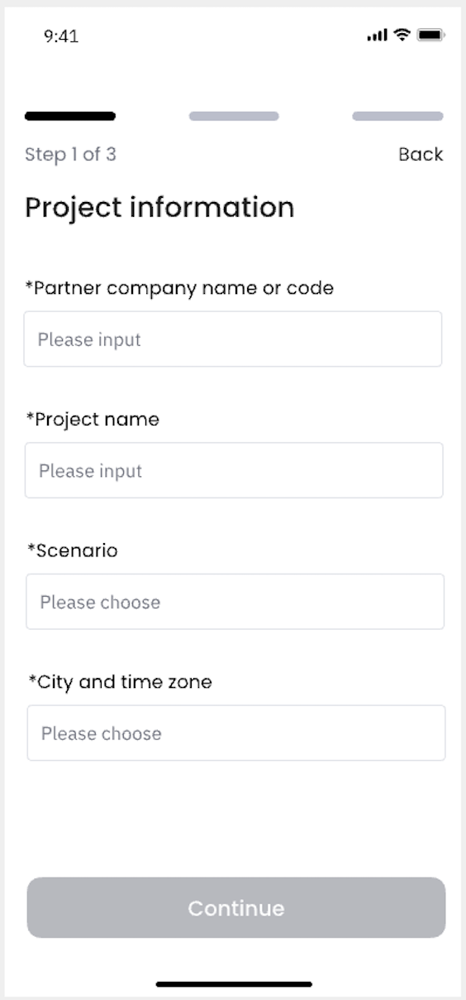 9:41
Step 1 of 3
Back
Project information
*Partner company name or code
Please input
*Project name
Please input
*Scenario
Please choose
*City and time zone
Please choose
Continue